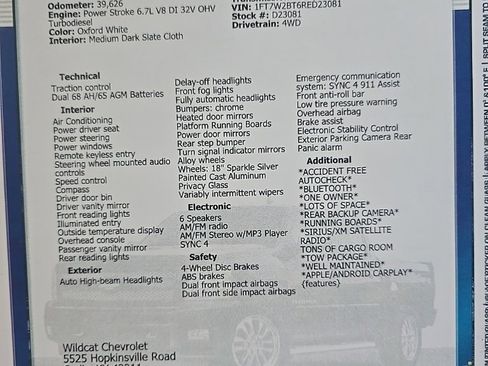 Odometer: 39,626
Engine: Power Stroke 6.7L V8 DI 32V OHV
Turbodiesel
Color: Oxford White
Interior: Medium Dark Slate Cloth
VIN: 1FT7W2BT6RED23081
Stock #: D23081
Drivetrain: 4WD
Technical
Traction control
Dual 68 AH/65 AGM Batteries
Interior
Air Conditioning
Power driver seat
Power steering
Power windows
Remote keyless entry
Steering wheel mounted audio
controls
Speed control
Compass
Driver door bin
Driver vanity mirror
Front reading lights
Illuminated entry
Outside temperature display
Overhead console
Passenger vanity mirror
Rear reading lights
Exterior
Auto High-beam Headlights
Delay-off headlights
Front fog lights
Fully automatic headlights
Bumpers: chrome
Heated door mirrors
Platform Running Boards
Power door mirrors
Rear step bumper
Turn signal indicator mirrors
Alloy wheels
Wheels: 18" Sparkle Silver
Painted Cast Aluminum
Privacy Glass
Variably intermittent wipers
Electronic
6 Speakers
AM/FM radio
AM/FM Stereo w/MP3 Player
SYNC 4
Safety
4-Wheel Disc Brakes
ABS brakes
Dual front impact airbags
Dual front side impact airbags
Emergency communication
system: SYNC 4 911 Assist
Front anti-roll bar
Low tire pressure warning
Overhead airbag
Brake assist
Electronic Stability Control
Exterior Parking Camera Rear
Panic alarm
Additional
*ACCIDENT FREE
AUTOCHECK*
*BLUETOOTH*
*ONE OWNER*
*LOTS OF SPACE*
*REAR BACKUP CAMERA*
*RUNNING BOARDS*
*SIRIUS/XM SATELLITE
RADIO*
TONS OF CARGO ROOM
*TOW PACKAGE*
*WELL MAINTAINED*
*APPLE/ANDROID CARPLAY*
{features}
Wildcat Chevrolet
5525 Hopkinsville Road